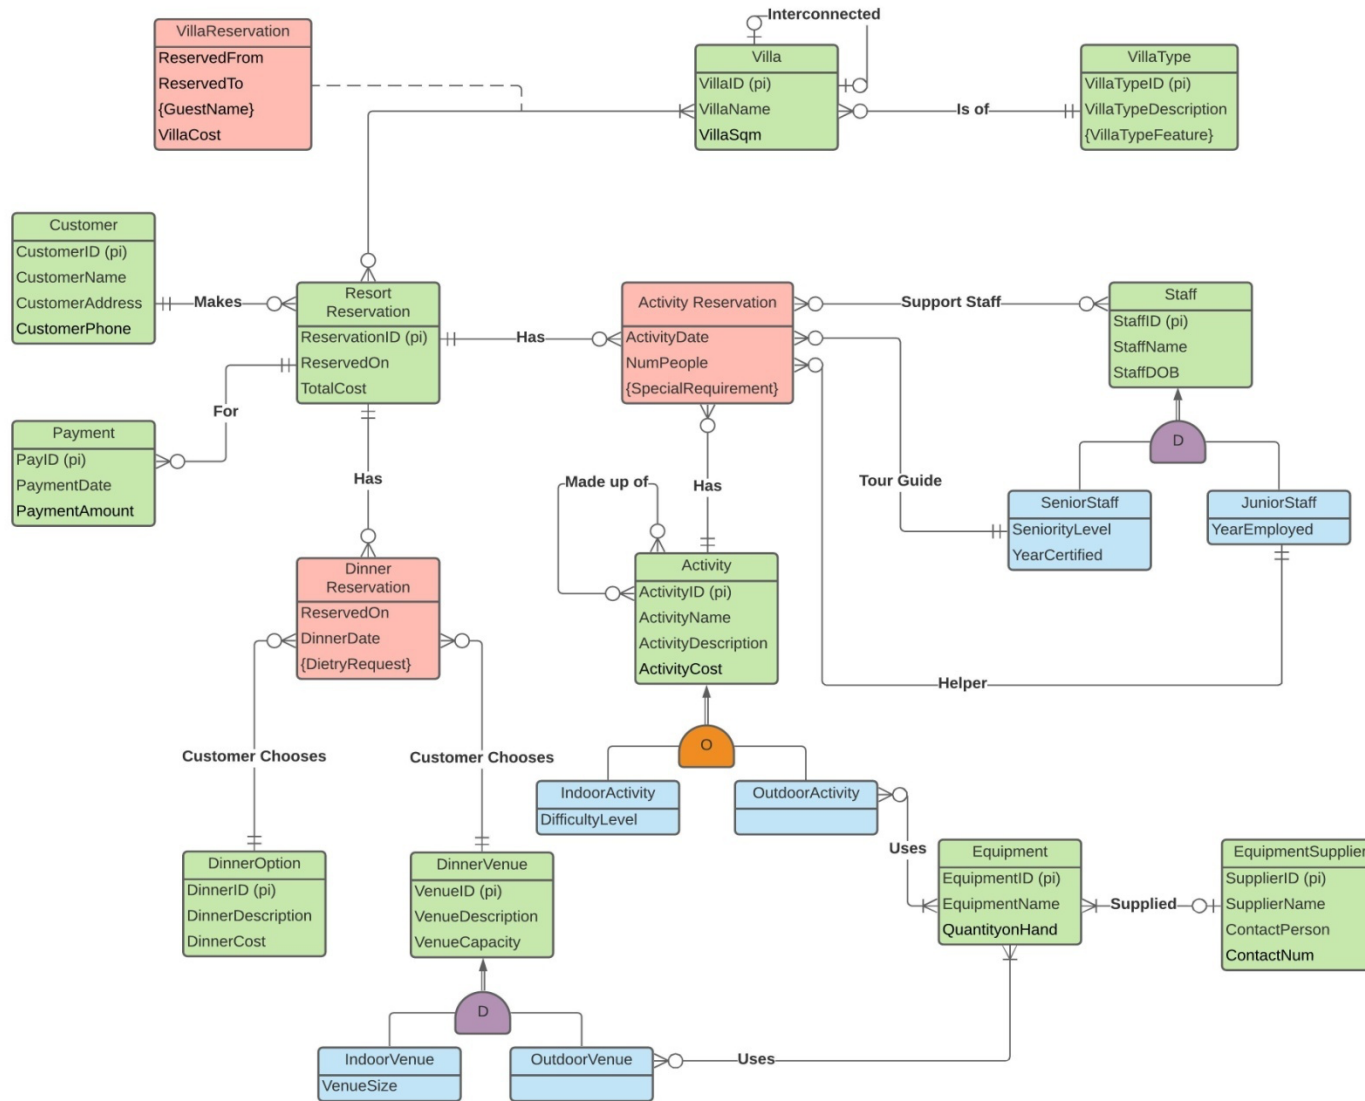 Interconnected
VillaReservation
ReservedFrom
ReservedTo
{GuestName}
VillaCost
Villa
VillaID (pi)
VillaName
VillaSqm
Is of
VillaType
VillaTypeID (pi)
VillaTypeDescription
{VillaTypeFeature}
Customer
CustomerID (pi)
CustomerName
CustomerAddress
CustomerPhone
Makes
Resort
Reservation
ReservationID (pi)
ReservedOn
TotalCost
Has
Activity Reservation
ActivityDate
NumPeople
{SpecialRequirement}
Support Staff
Staff
StaffID (pi)
StaffName
StaffDOB
For
Payment
PayID (pi)
PaymentDate
PaymentAmount
Has
Made up of
Has
Tour Guide
D
SeniorStaff
SeniorityLevel
YearCertified
JuniorStaff
YearEmployed
Dinner
Reservation
ReservedOn
DinnerDate
{DietryRequest}
Activity
ActivityID (pi)
ActivityName
ActivityDescription
ActivityCost
Helper
Customer Chooses
Customer Chooses
O
IndoorActivity
DifficultyLevel
OutdoorActivity
Uses
DinnerOption
DinnerID (pi)
DinnerDescription
DinnerCost
DinnerVenue
VenueID (pi)
VenueDescription
VenueCapacity
Equipment
EquipmentID (pi)
EquipmentName
QuantityonHand
Supplied
EquipmentSupplier
SupplierID (pi)
SupplierName
ContactPerson
ContactNum
D
IndoorVenue
VenueSize
OutdoorVenue
Uses